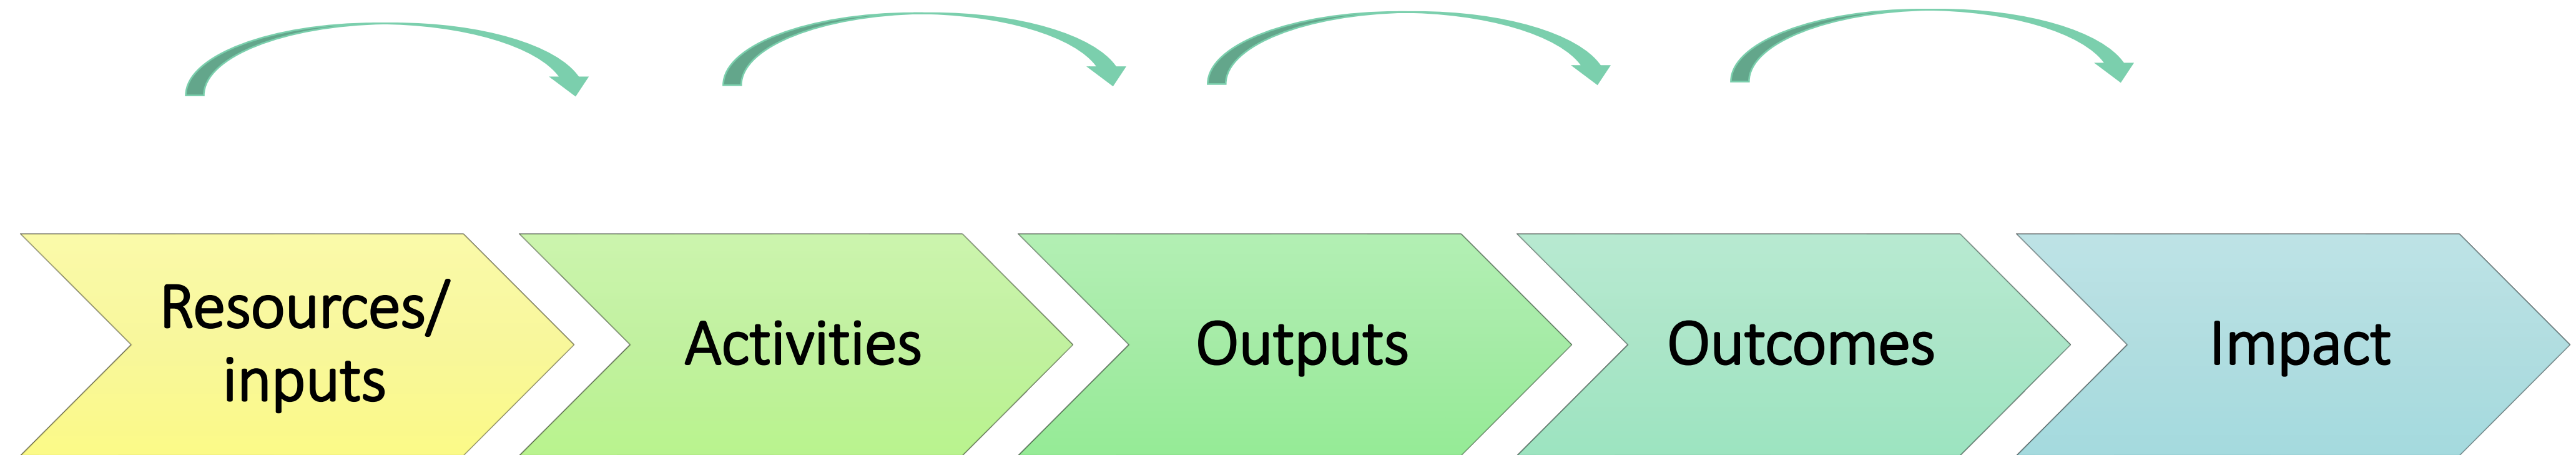 Resources/
inputs
Activities
Outputs
Outcomes
Impact